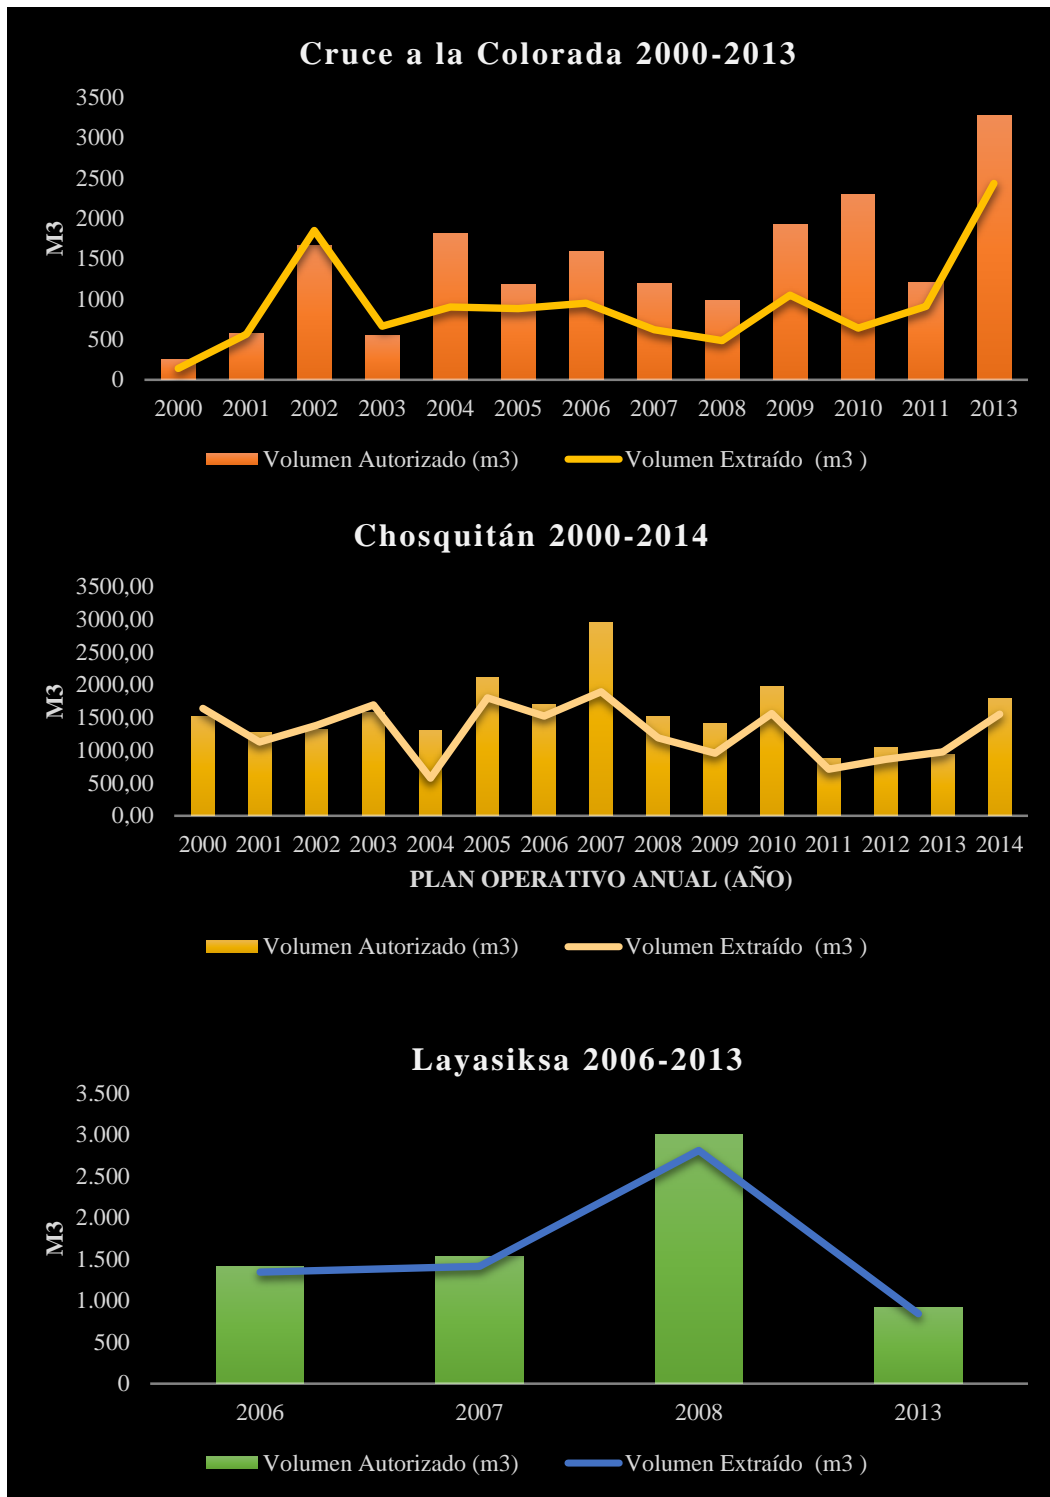 Cruce a la Colorada 2000-2013
3500
3000
2500
2000
1500
1000
500
0
M3
2000 2001 2002 2003 2004 2005 2006 2007 2008 2009 2010 2011 2013
Volumen Autorizado (m3) Volumen Extraído (m3 )
Chosquitán 2000-2014
3500,00
3000,00
2500,00
2000,00
1500,00
1000,00
500,00
0,00
M3
2000 2001 2002 2003 2004 2005 2006 2007 2008 2009 2010 2011 2012 2013 2014
PLAN OPERATIVO ANUAL (AÑO)
Volumen Autorizado (m3) Volumen Extraído (m3 )
Layasiksa 2006-2013
3.500
3.000
2.500
2.000
1.500
1.000
500
0
M3
2006 2007 2008 2013
Volumen Autorizado (m3) Volumen Extraído (m3 )